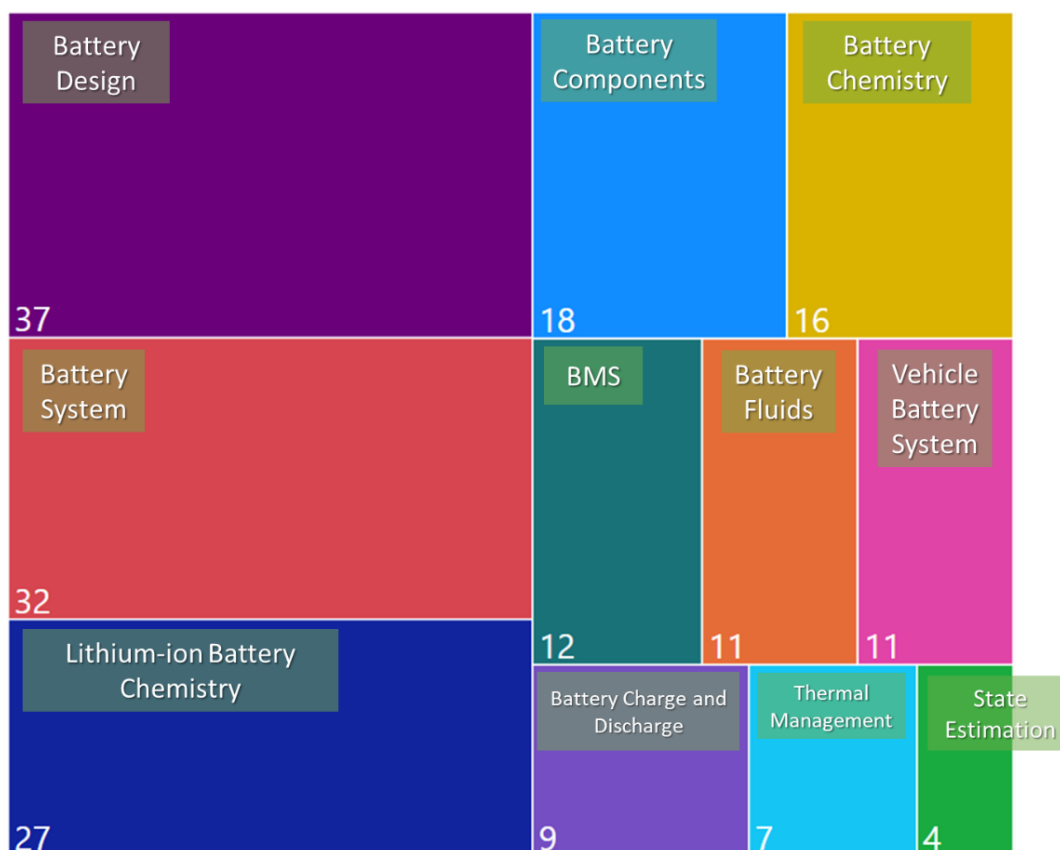 Battery
Design
37
Battery
Components
18
Battery
Chemistry
16
Battery
System
32
BMS
12
Battery
Fluids
11
Vehicle
Battery
System
11
Lithium-ion Battery
Chemistry
27
Battery Charge and
Discharge
9
Thermal
Management
7
State
Estimation
4